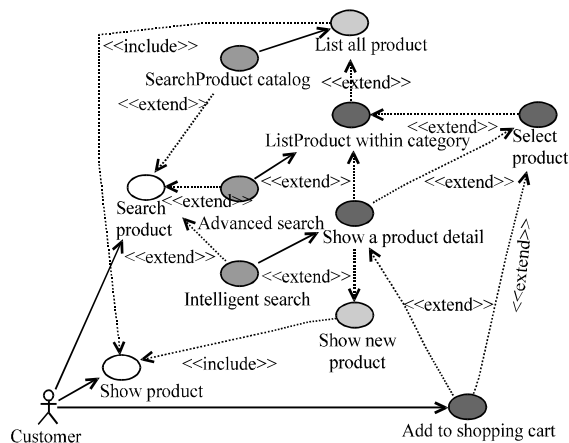 <<include>>
List all product
SearchProduct catalog
<<extend>>
<<extend>>
ListProduct within category
<<extend>>
Select
product
<<extend>>
<<extend>>
<<extend>>
Search
product
Advanced search
Show a product detail
<<extend>>
<<extend>>
<<extend>>
Intelligent search
<<extend>>
Show new
product
<<include>>
Show product
Customer
Add to shopping cart